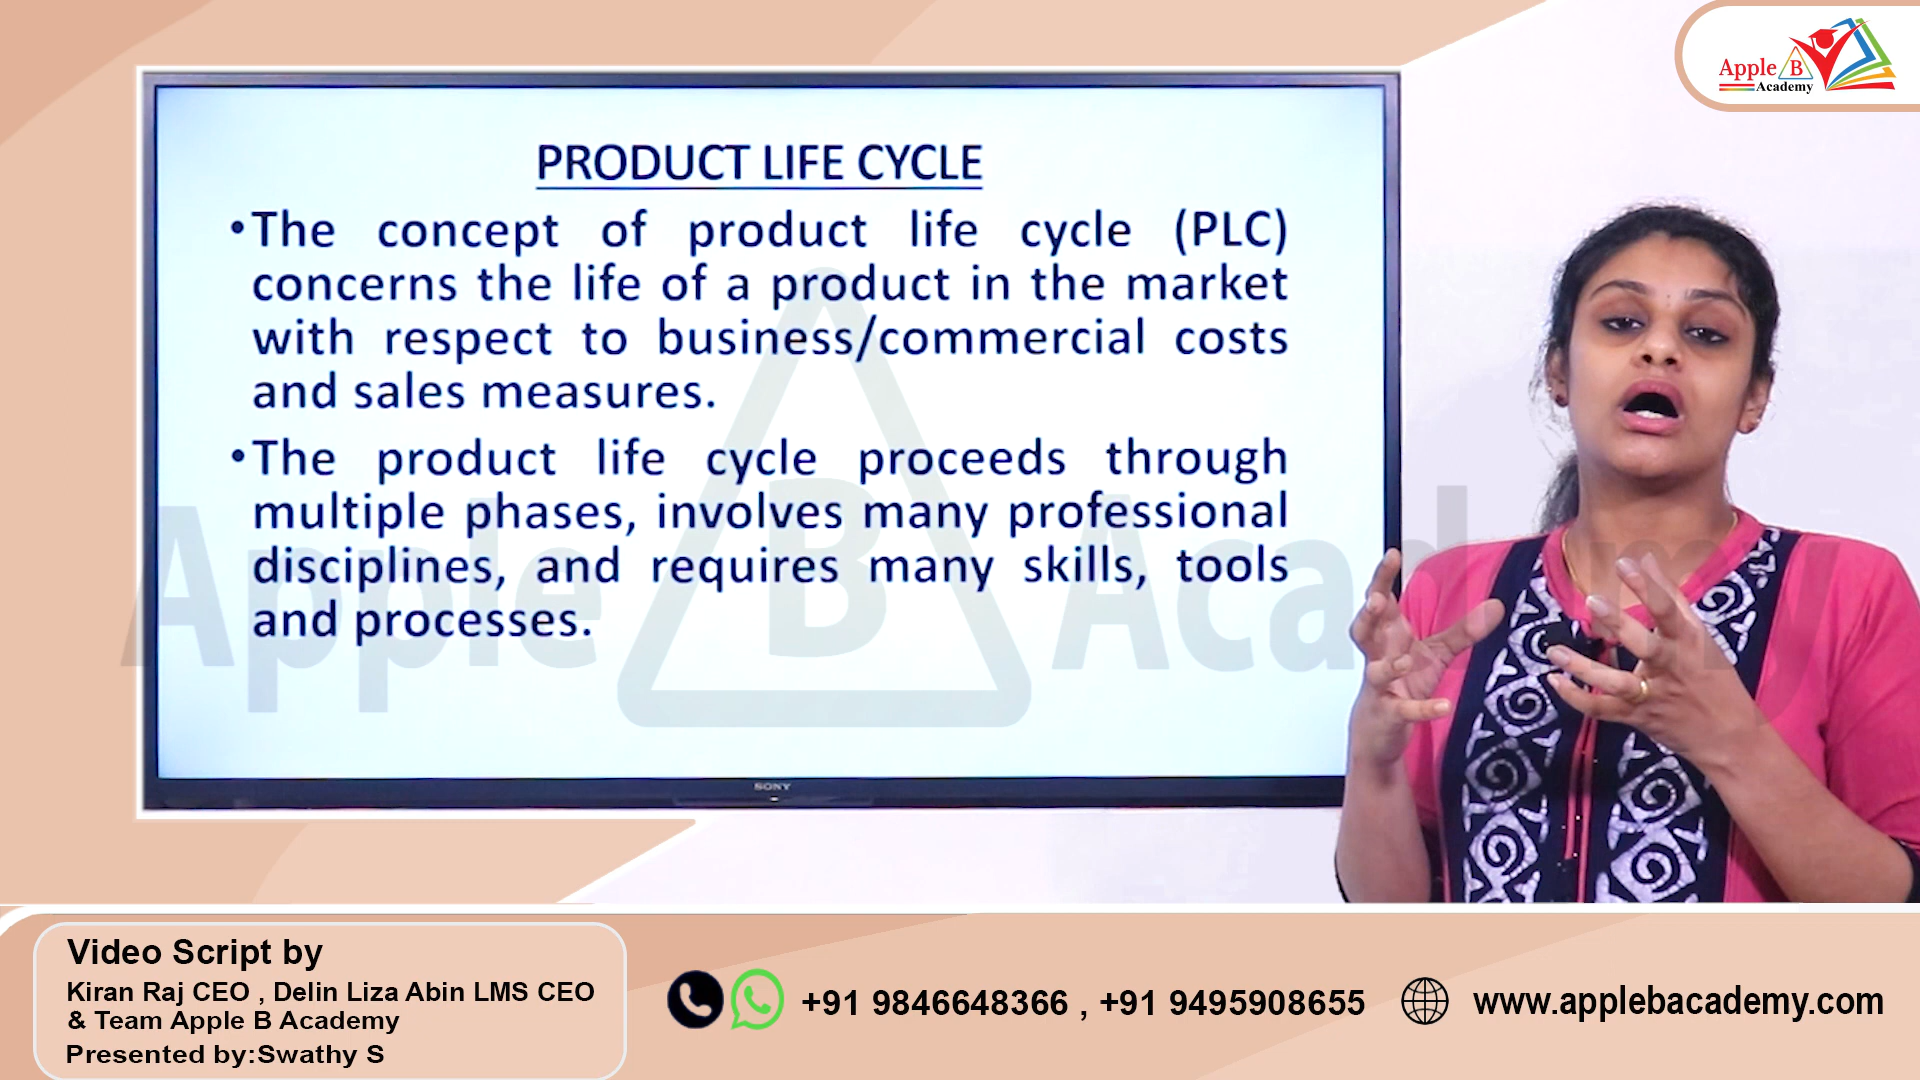 Apple B
Academy
PRODUCT LIFE CYCLE
•The concept of product life cycle (PLC)
concerns the life of a product in the market
with respect to business/commercial costs
and sales measures.
•The product life cycle proceeds through
multiple phases, involves many professional
disciplines, and requires many skills, tools
and processes.
Apple B Academy
SONY
Video Script by
Kiran Raj CEO , Delin Liza Abin LMS CEO
& Team Apple B Academy
Presented by:Swathy S
+91 9846648366 , +91 9495908655
www.applebacademy.com